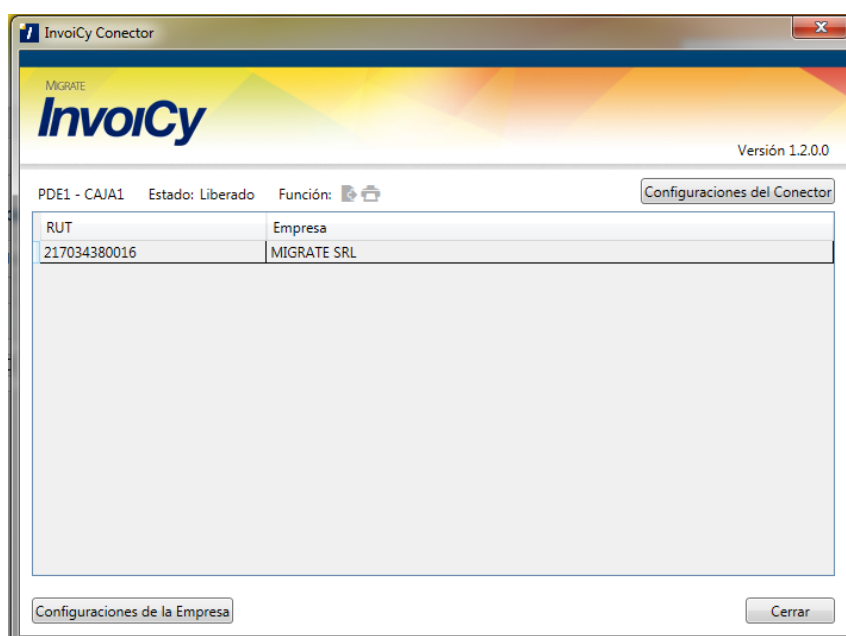 InvoiCy Conector
MIGRATE
InvoiCy
Versión 1.2.0.0
PDE1 - CAJA1 Estado: Liberado Función: Configuraciones del Conector
RUT Empresa
217034380016 MIGRATE SRL
Configuraciones de la Empresa Cerrar